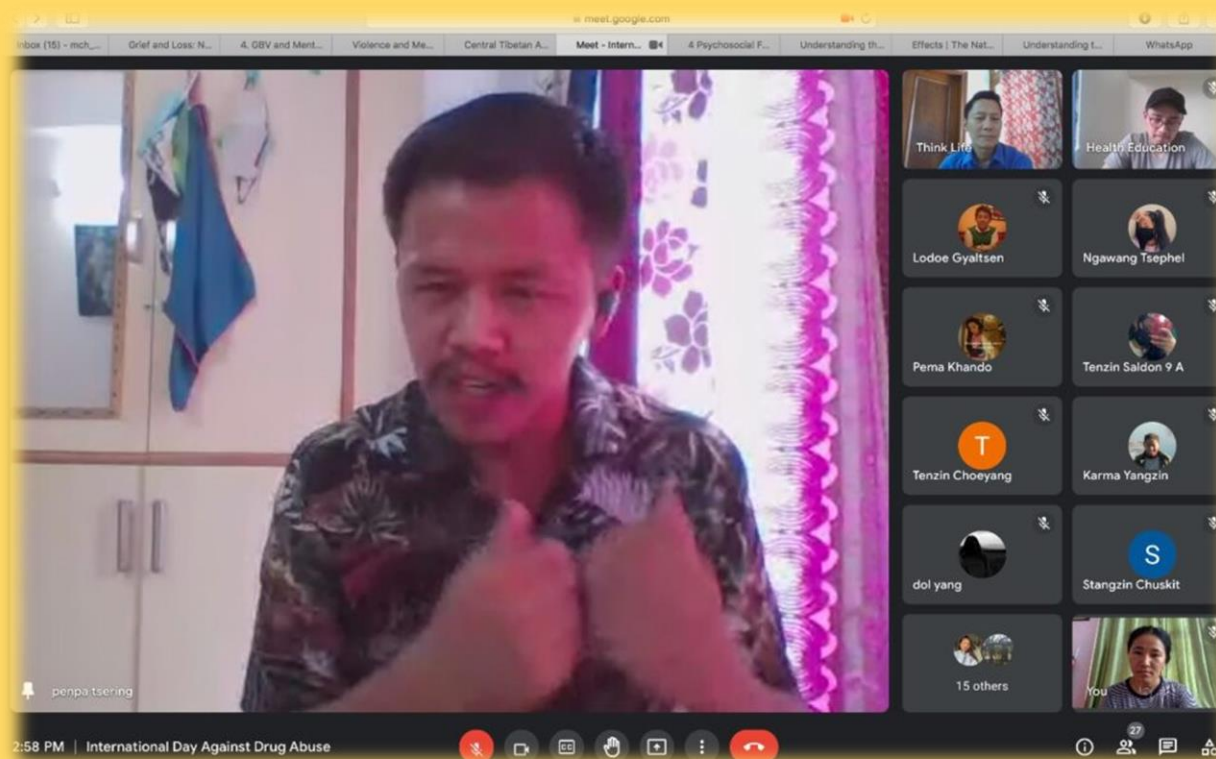 meet.google.com
nbox (15) - mch_...
Grief and Loss: N...
4. GBV and Ment...
Violence and Me...
Central Tibetan A...
Meet - Intern...
4 Psychosocial F...
Understanding th...
Effects | The Nat...
Understanding t...
WhatsApp
Think Life
Health Education
Lodoe Gyaltsen
Ngawang Tsephel
Pema Khando
Tenzin Saldon 9 A
T
Tenzin Choeyang
Karma Yangzin
dol yang
S
Stangzin Chuskit
15 others
You
penpa tsering
2:58 PM | International Day Against Drug Abuse
CC
27